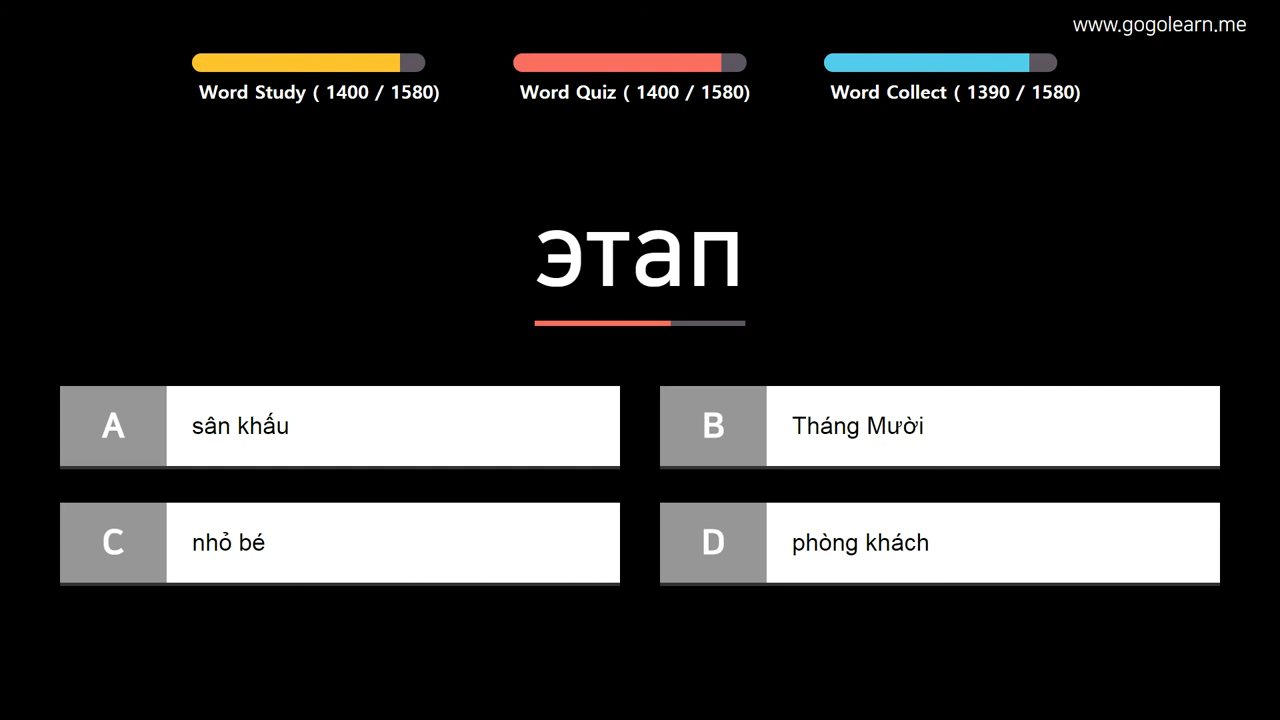 www.gogolearn.me
Word Study ( 1400 / 1580)
Word Quiz ( 1400 / 1580)
Word Collect ( 1390 / 1580)
этап
A sân khấu
B Tháng Mười
C nhỏ bé
D phòng khách